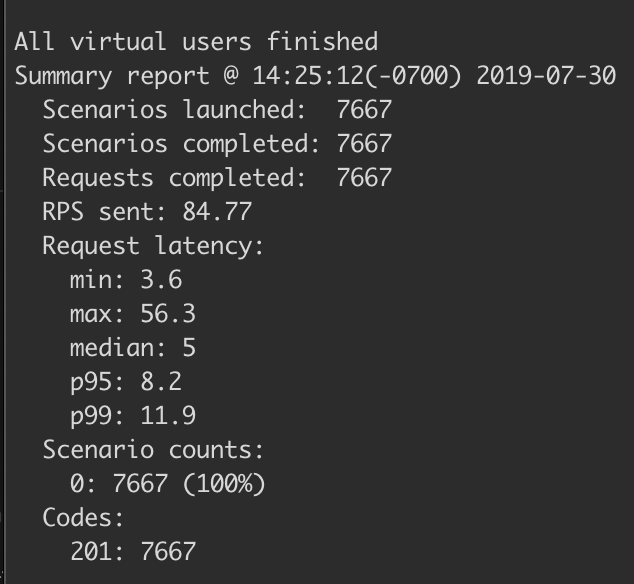 All virtual users finished
Summary report @ 14:25:12(-0700) 2019-07-30
Scenarios launched:  7667
Scenarios completed: 7667
Requests completed:  7667
RPS sent: 84.77
Request latency:
min: 3.6
max: 56.3
median: 5
p95: 8.2
p99: 11.9
Scenario counts:
0: 7667 (100%)
Codes:
201: 7667